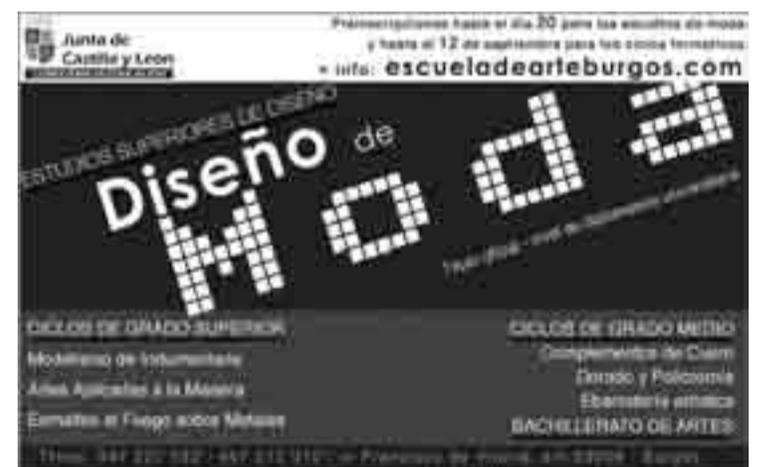 Junta de
Castilla y León
Preinscripciones hasta el día 20 para los estudios de moda
y hasta el 12 de septiembre para los ciclos formativos
+ info: escueladearteburgos.com
ESTUDIOS SUPERIORES DE DISEÑO
Diseño de
Moda
CICLOS DE GRADO SUPERIOR
Modelismo de Indumentaria
Artes Aplicadas a la Madera
Esmaltes al Fuego sobre Metales
CICLOS DE GRADO MEDIO
Complementos de Cuero
Dorado y Policromía
Ebanistería artística
BACHILLERATO DE ARTES